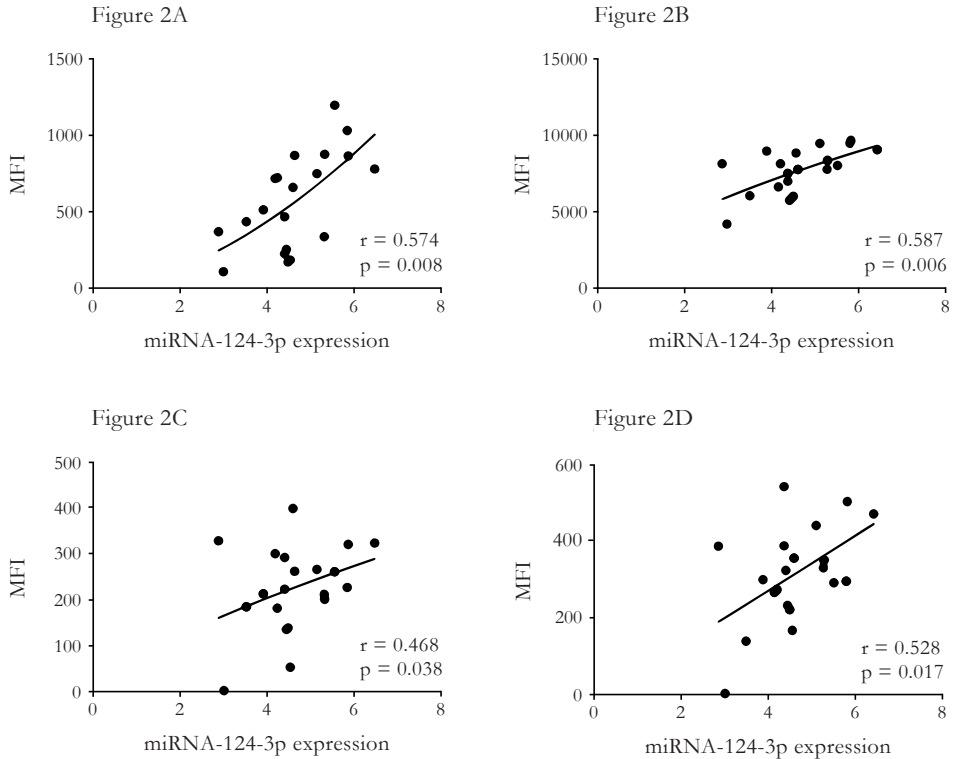 Figure 2A
1500
1000
500
0
MFI
r = 0.574
p = 0.008
0 2 4 6 8
miRNA-124-3p expression
Figure 2B
15000
10000
5000
0
MFI
r = 0.587
p = 0.006
0 2 4 6 8
miRNA-124-3p expression
Figure 2C
500
400
300
200
100
0
MFI
r = 0.468
p = 0.038
0 2 4 6 8
miRNA-124-3p expression
Figure 2D
600
400
200
0
MFI
r = 0.528
p = 0.017
0 2 4 6 8
miRNA-124-3p expression